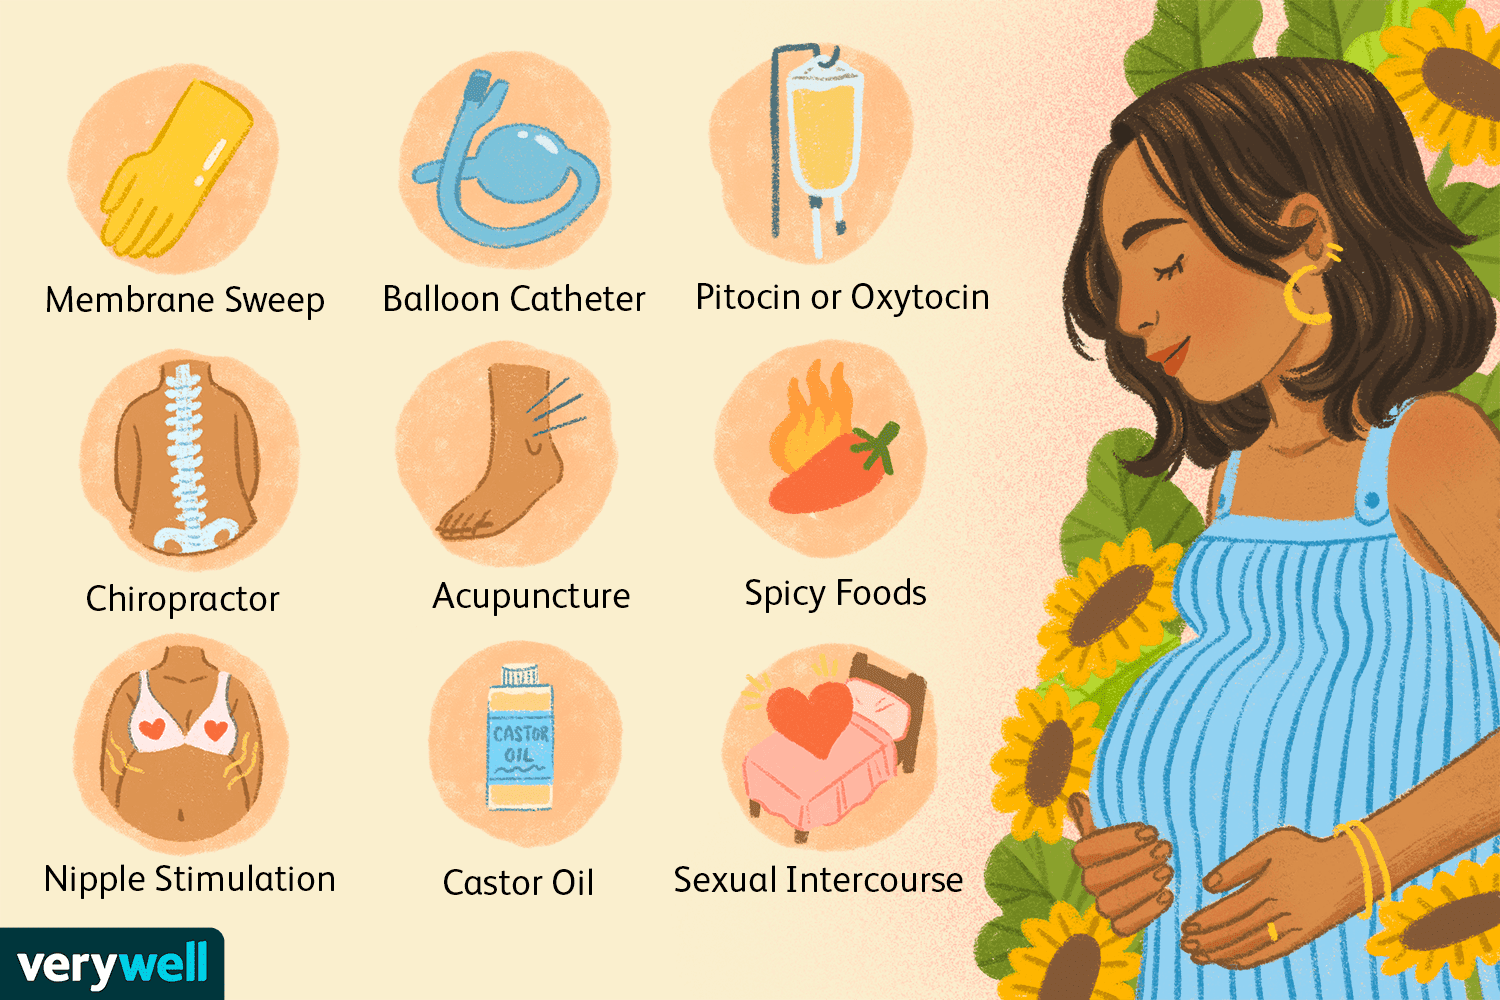 Membrane Sweep
Balloon Catheter
Pitocin or Oxytocin
Chiropractor
Acupuncture
Spicy Foods
Nipple Stimulation
CASTOR
OIL
Castor Oil
Sexual Intercourse
verywell